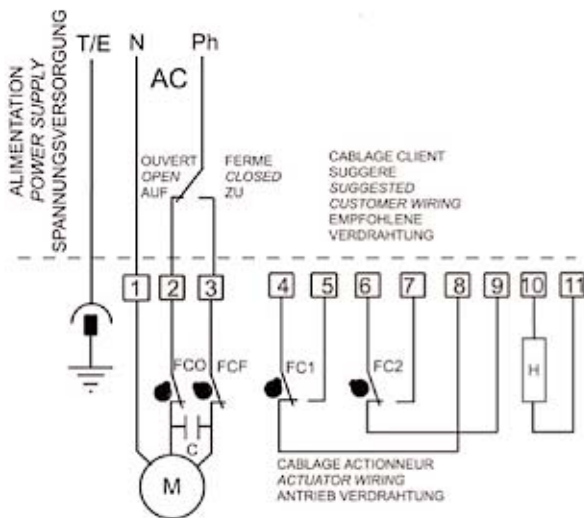 ALIMENTATION
POWER SUPPLY
SPANNUNGSVERSORGUNG
T/E N Ph
AC
OUVERT
OPEN
AUF
FERME
CLOSED
ZU
CABLAGE CLIENT
SUGGERE
SUGGESTED
CUSTOMER WIRING
EMPFOHLENE
VERDRAHTUNG
1 2 3 4 5 6 7 8 9 10 11
FCO FCF FC1 FC2 H
C
M
CABLAGE ACTIONNEUR
ACTUATOR WIRING
ANTRIEB VERDRAHTUNG